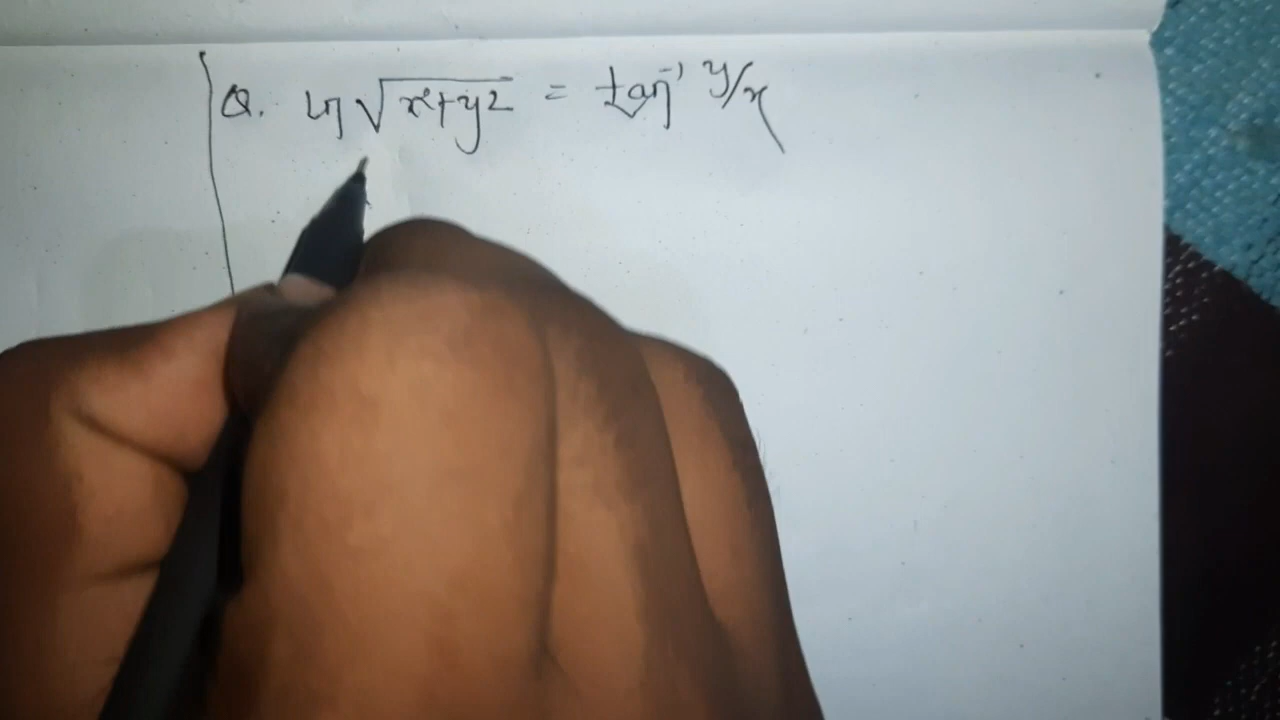 Q. ln √x²+y² = tan⁻¹ y/x